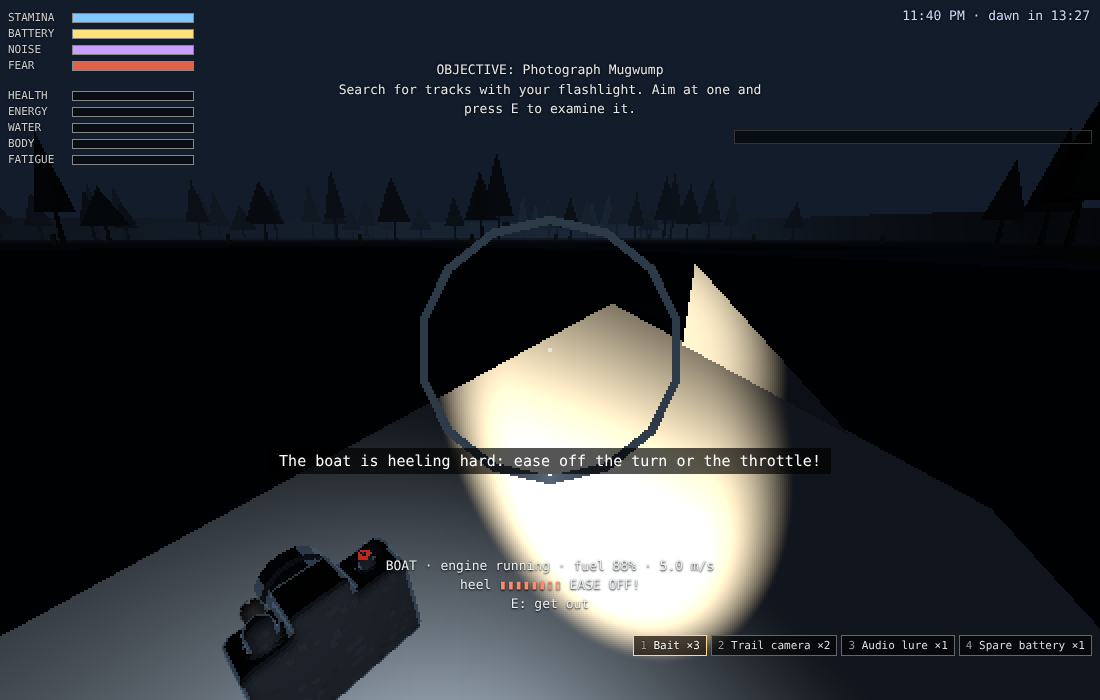 STAMINA
BATTERY
NOISE
FEAR
HEALTH
ENERGY
WATER
BODY
FATIGUE
11:40 PM · dawn in 13:27
OBJECTIVE: Photograph Mugwump
Search for tracks with your flashlight. Aim at one and
press E to examine it.
The boat is heeling hard: ease off the turn or the throttle!
BOAT · engine running · fuel 88% · 5.0 m/s
heel ▮▮▮▮▮▮▮▯ EASE OFF!
E: get out
1 Bait ×3
2 Trail camera ×2
3 Audio lure ×1
4 Spare battery ×1